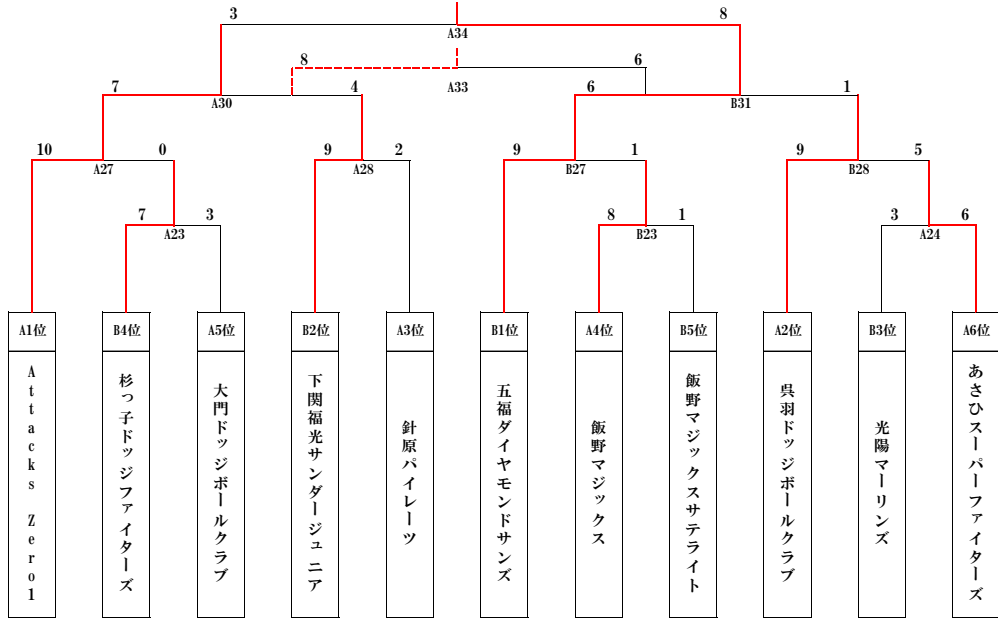 3 8
A34
8 6
A33
7 4 6 1
A30 B31
10 0 9 2 9 1 9 5
A27 A28 B27 B28
7 3 8 1 3 6
A23 B23 A24
A1位 B4位 A5位 B2位 A3位 B1位 A4位 B5位 A2位 B3位 A6位
Attacks Zero1
杉っ子ドッジファイターズ
大門ドッジボールクラブ
下関福光サンダージュニア
針原パイレーツ
五福ダイヤモンドサンズ
飯野マジックス
飯野マジックスサテライト
呉羽ドッジボールクラブ
光陽マーリンズ
あさひスーパーファイターズ